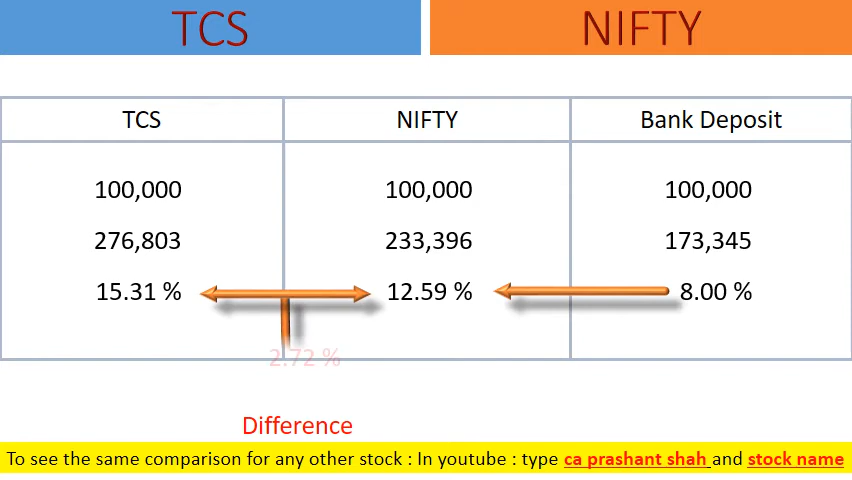 TCS NIFTY
TCS NIFTY Bank Deposit
100,000 100,000 100,000
276,803 233,396 173,345
15.31 % 12.59 % 8.00 %
2.72 %
Difference
To see the same comparison for any other stock : In youtube : type ca prashant shah and stock name